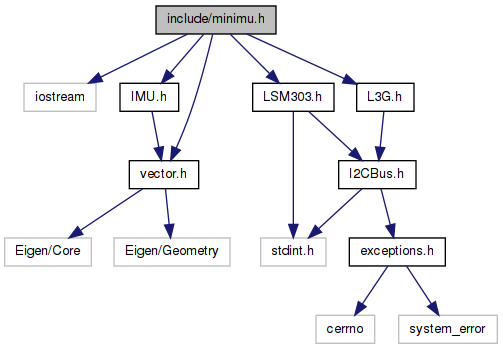 include/minimu.h
iostream
IMU.h
LSM303.h
L3G.h
vector.h
I2CBus.h
Eigen/Core
Eigen/Geometry
stdint.h
exceptions.h
cerrno
system_error